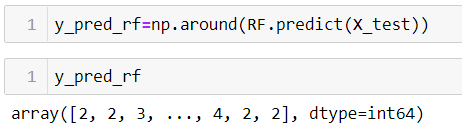 1 y_pred_rf=np.around(RF.predict(X_test))
1 y_pred_rf
array([2, 2, 3, ..., 4, 2, 2], dtype=int64)